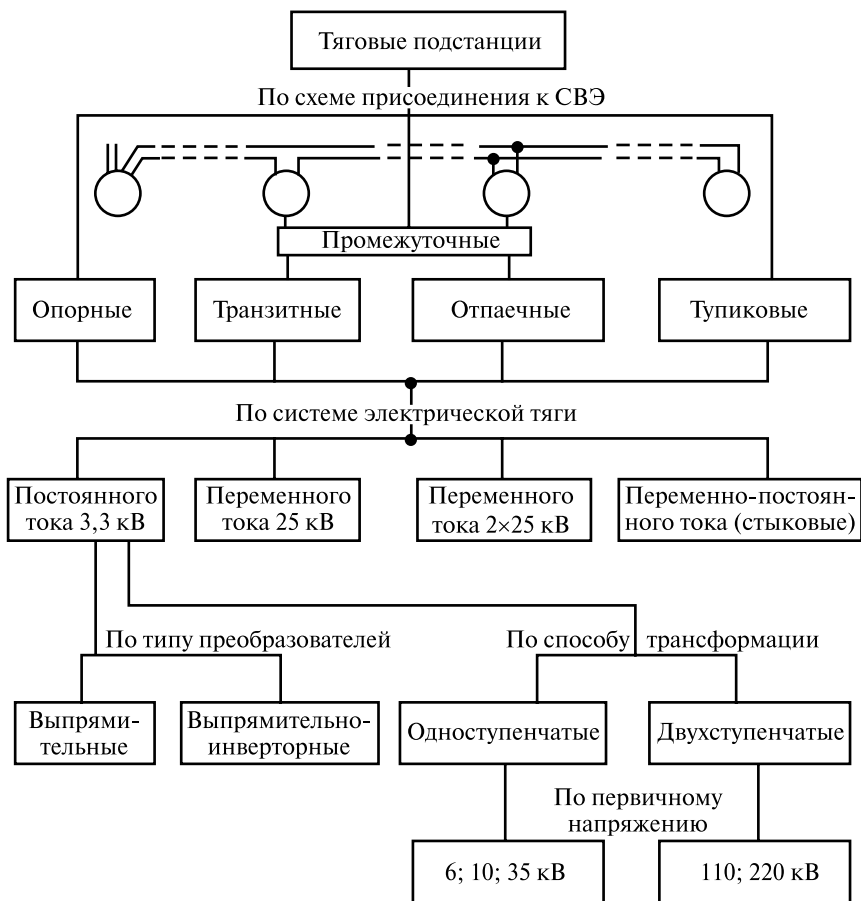 Тяговые подстанции
По схеме присоединения к СВЭ
Промежуточные
Опорные
Транзитные
Отпаечные
Тупиковые
По системе электрической тяги
Постоянного
тока 3,3 кВ
Переменного
тока 25 кВ
Переменного
тока 2×25 кВ
Переменно-постоян-
ного тока (стыковые)
По типу преобразователей
По способу трансформации
Выпрями-
тельные
Выпрямительно-
инверторные
Одноступенчатые
Двухступенчатые
По первичному
напряжению
6; 10; 35 кВ
110; 220 кВ